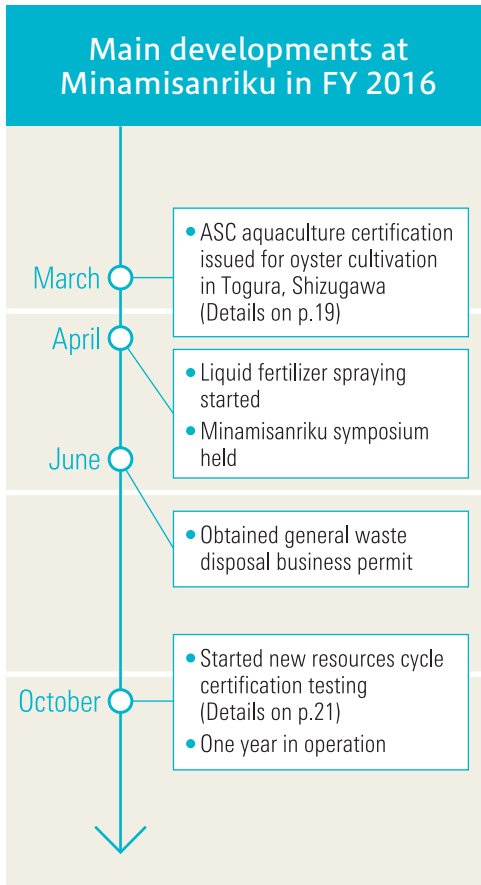 Main developments at
Minamisanriku in FY 2016
March
• ASC aquaculture certification
issued for oyster cultivation
in Togura, Shizugawa
(Details on p.19)
April
• Liquid fertilizer spraying
started
• Minamisanriku symposium
held
June
• Obtained general waste
disposal business permit
October
• Started new resources cycle
certification testing
(Details on p.21)
• One year in operation